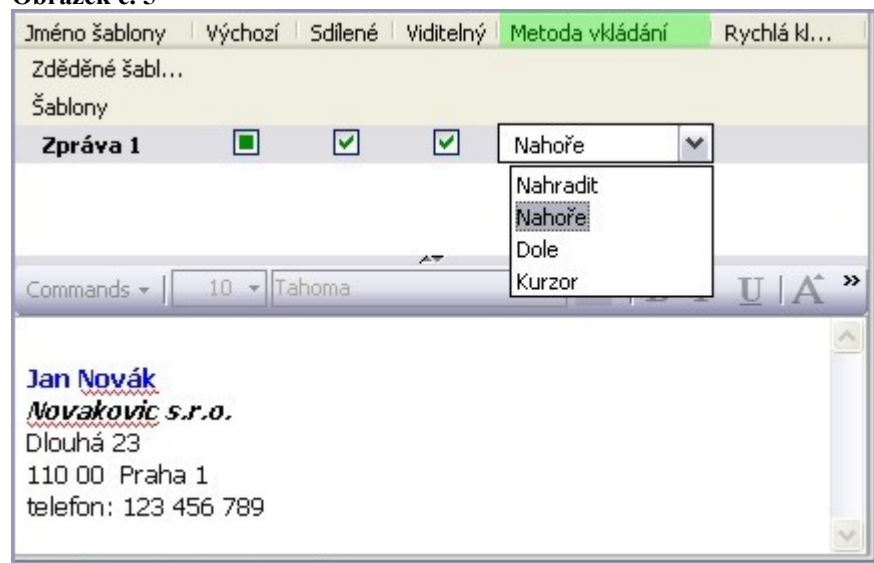 Obrázek č. 5
Jméno šablony Výchozí Sdílené Viditelný Metoda vkládání Rychlá kl...
Zděděné šabl...
Šablony
Zpráva 1 Nahoře
Nahradit
Nahoře
Dole
Kurzor
Commands 10 Tahoma U A
Jan Novák
Novakovic s.r.o.
Dlouhá 23
110 00 Praha 1
telefon: 123 456 789